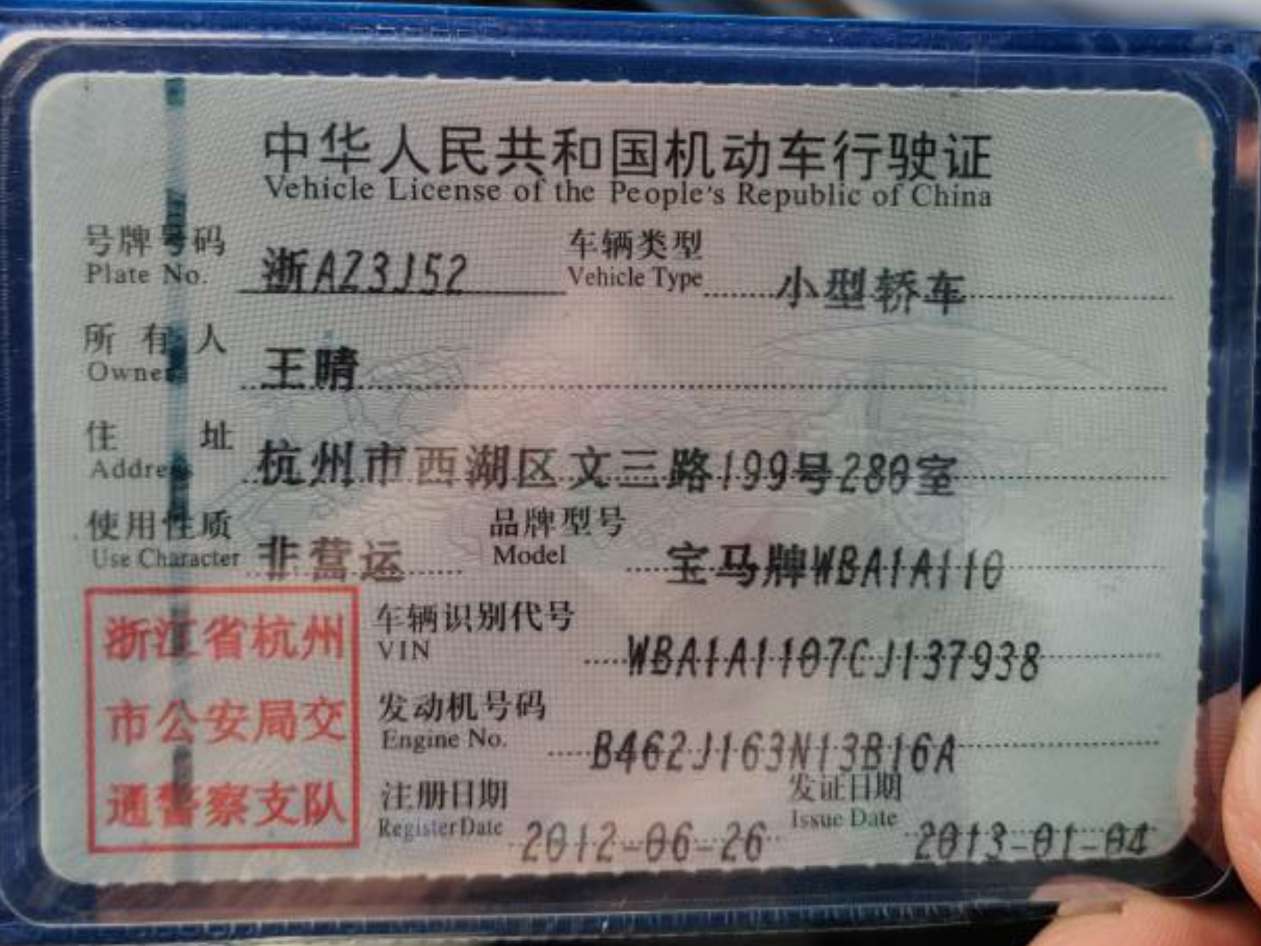 中华人民共和国机动车行驶证
Vehicle License of the People's Republic of China
号牌号码 浙AZ3J52 车辆类型 小型轿车
Plate No. Vehicle Type
所有人 王晴
Owner
住址 杭州市西湖区文三路199号280室
Address
使用性质 非营运 品牌型号 宝马牌WBA1A110
Use Character Model
浙江省杭州
市公安局交
通警察支队
车辆识别代号 WBA1A1107CJ137938
VIN
发动机号码 B462J163N13B16A
Engine No.
注册日期 2012-06-26 发证日期 2013-01-04
Register Date Issue Date